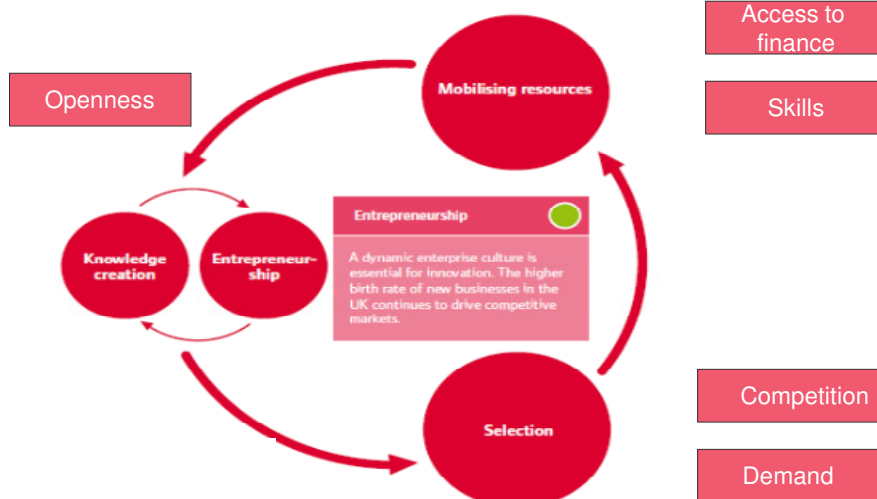 Access to
finance
Mobilising resources
Openness
Skills
Entrepreneurship
Knowledge
creation
Entrepreneur-
ship
A dynamic enterprise culture is
essential for innovation. The higher
birth rate of new businesses in the
UK continues to drive competitive
markets.
Competition
Selection
Demand